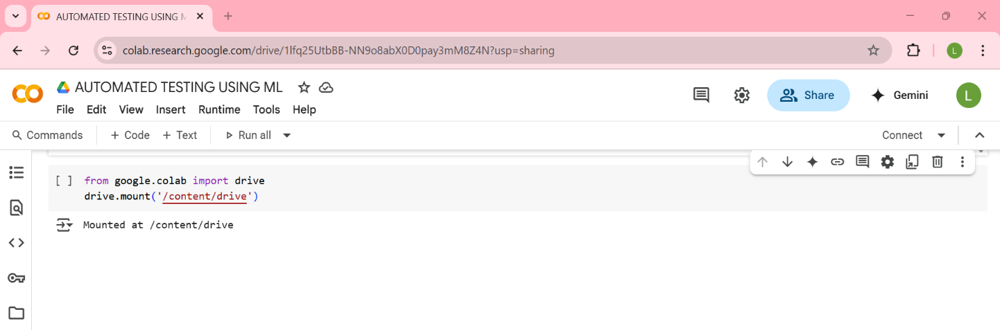 AUTOMATED TESTING USING M
colab.research.google.com/drive/1lfq25UtbBB-NN9o8abX0D0pay3mM8Z4N?usp=sharing
L
AUTOMATED TESTING USING ML
File Edit View Insert Runtime Tools Help
Share
Gemini
L
Commands + Code + Text Run all
Connect
[ ] from google.colab import drive
drive.mount('/content/drive')
Mounted at /content/drive